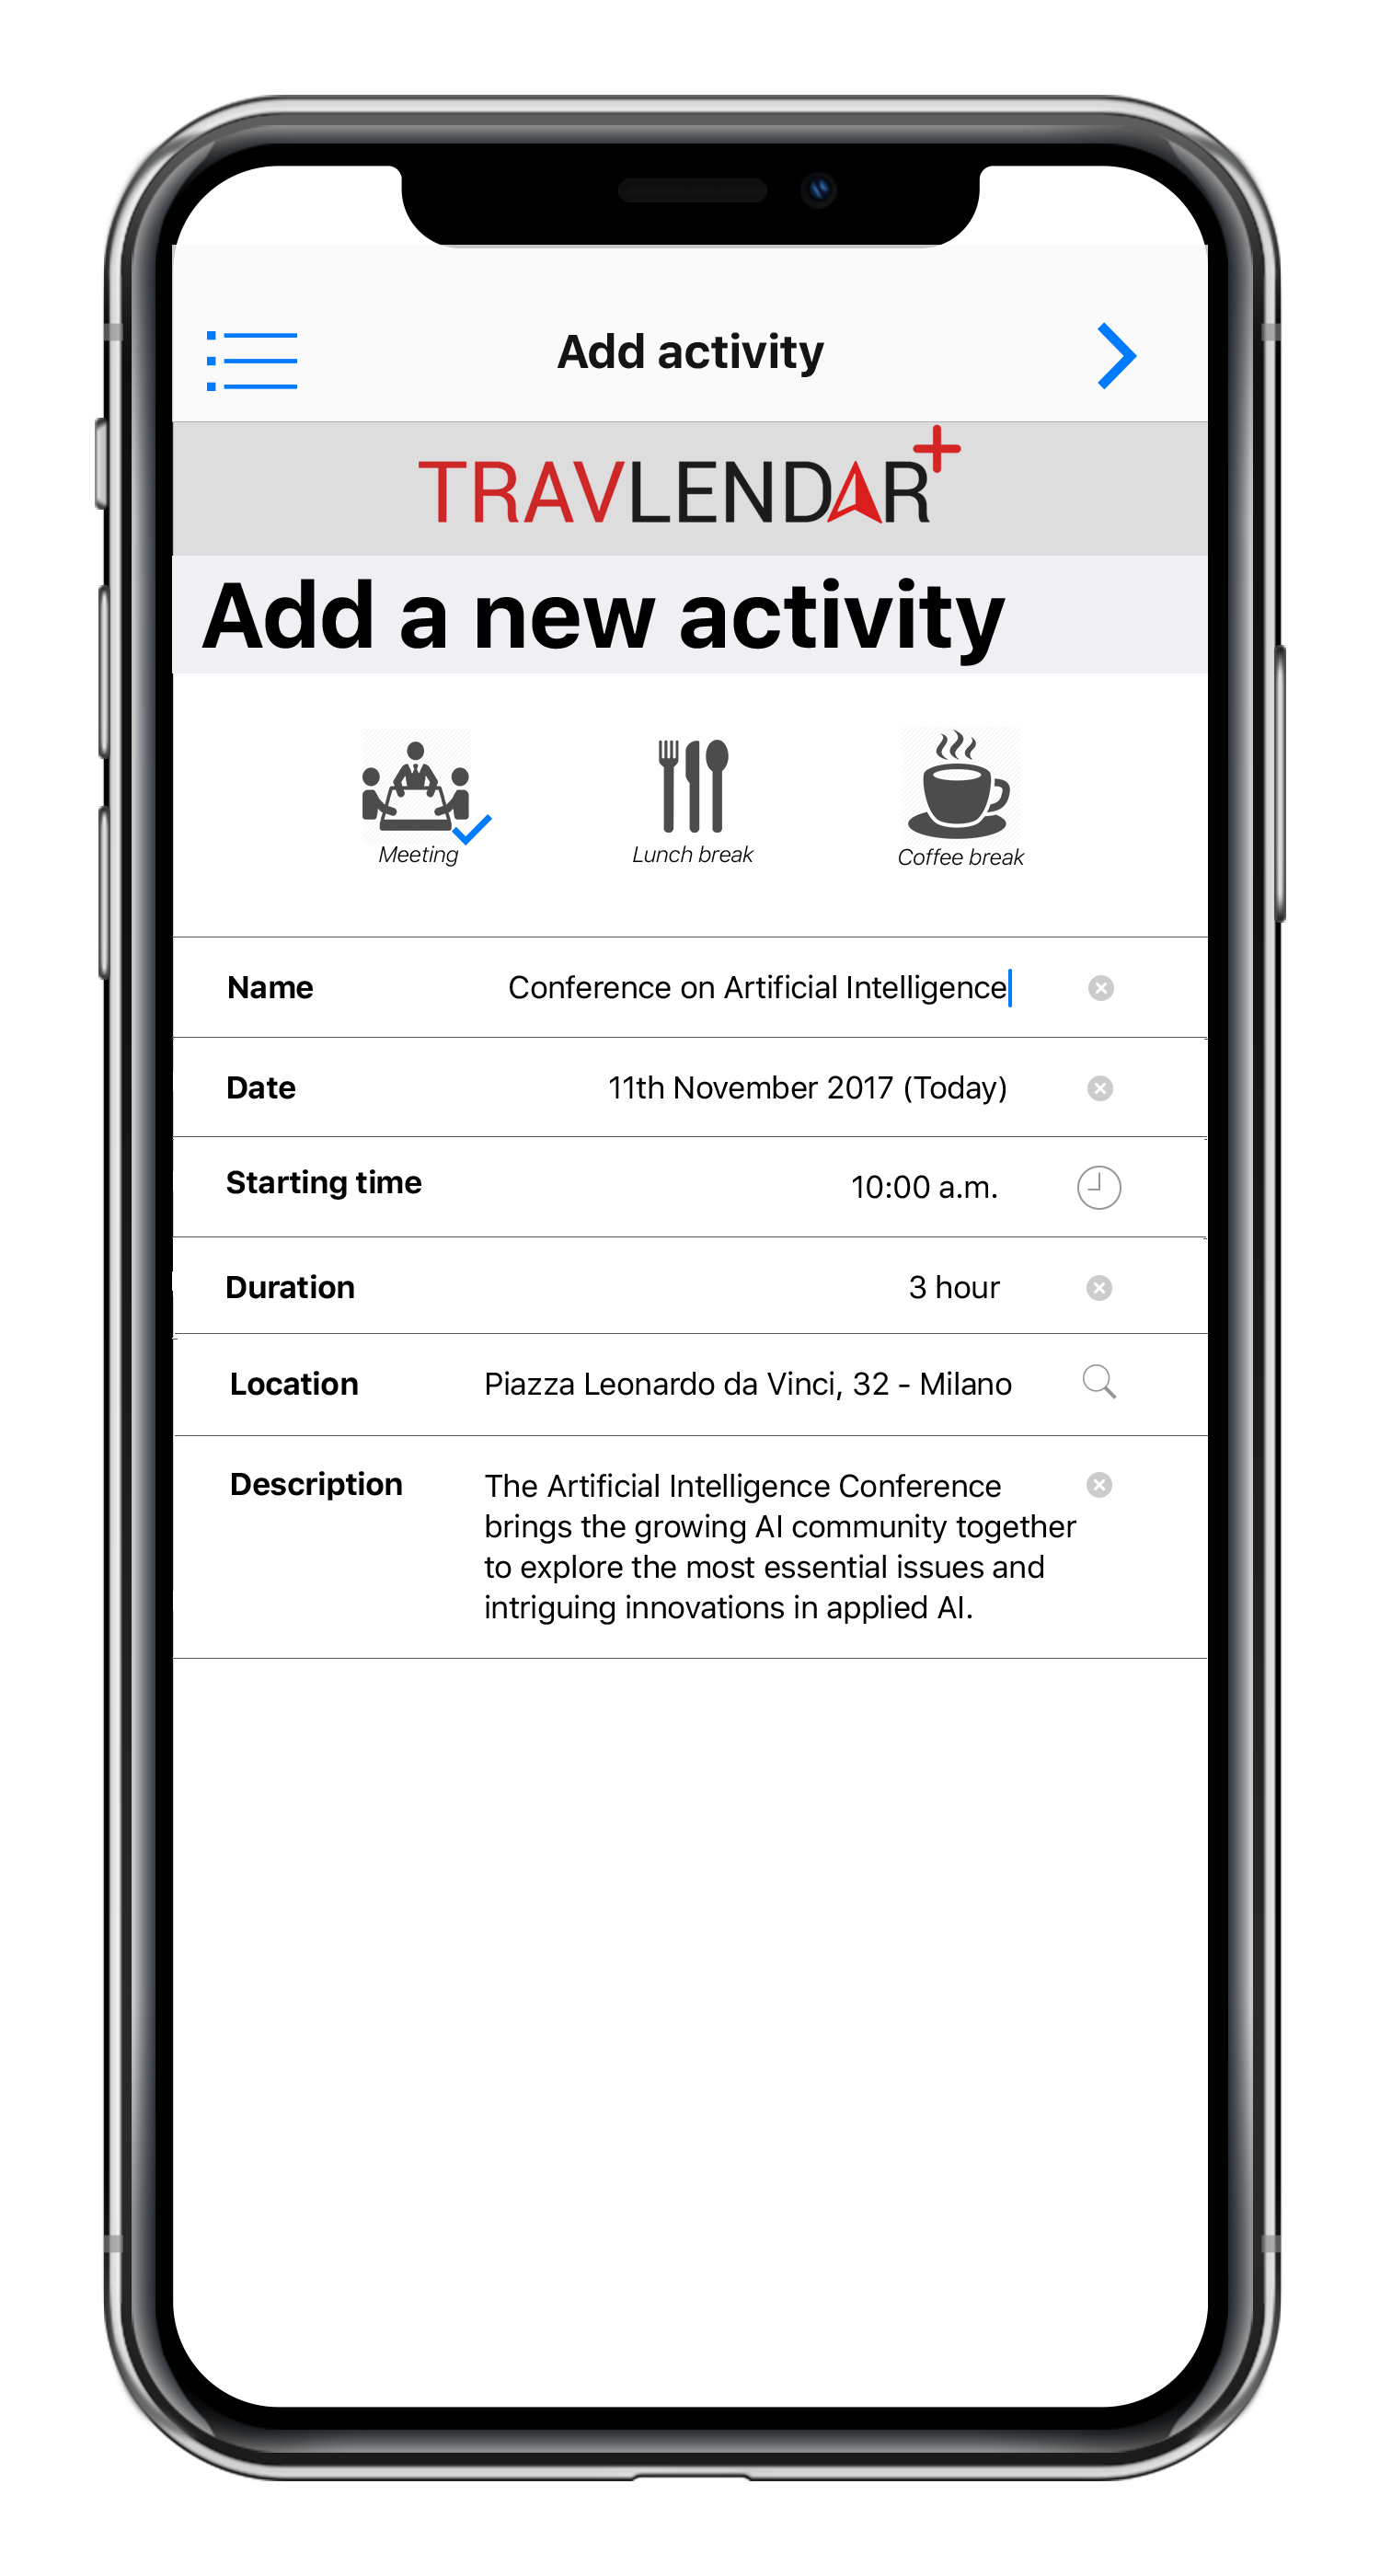 Add activity
TRAVLENDAR+
Add a new activity
Meeting
Lunch break
Coffee break
Name
Conference on Artificial Intelligence
Date
11th November 2017 (Today)
Starting time
10:00 a.m.
Duration
3 hour
Location
Piazza Leonardo da Vinci, 32 - Milano
Description
The Artificial Intelligence Conference
brings the growing AI community together
to explore the most essential issues and
intriguing innovations in applied AI.